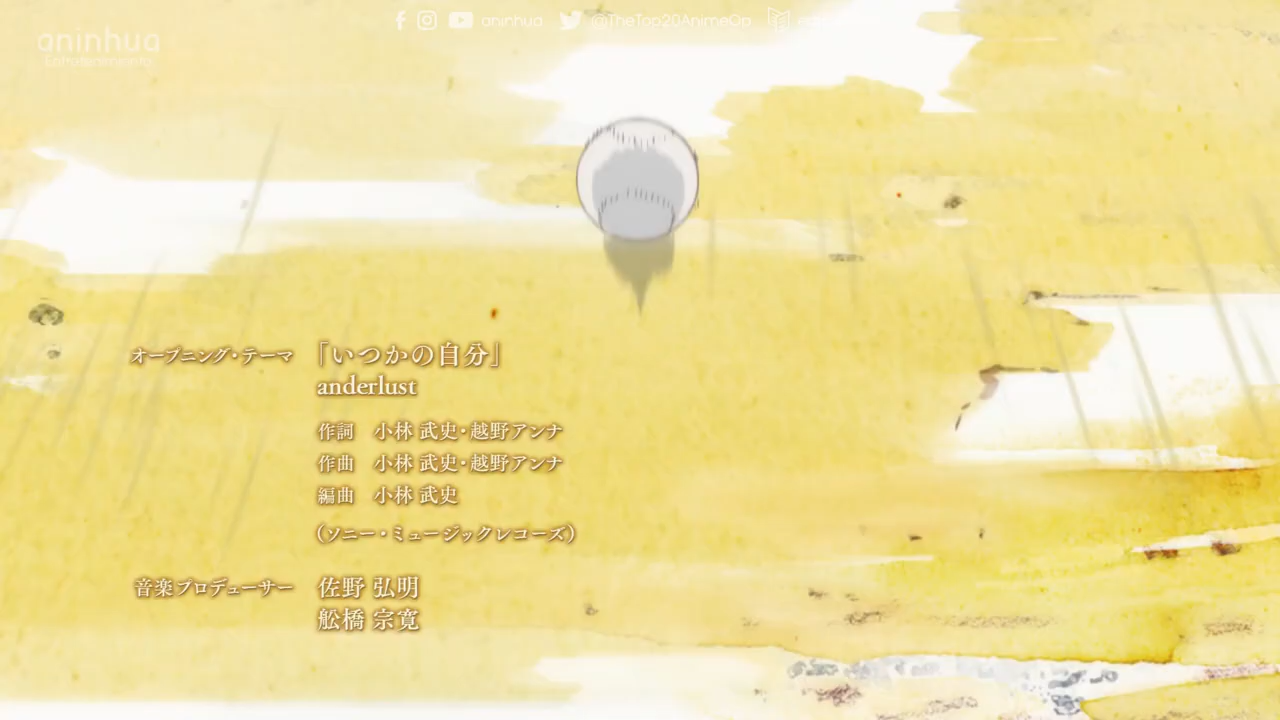 aninhua @TheTop20AnimeOp
aninhua
Entretenimiento
オープニング・テーマ 「いつかの自分」
anderlust
作詞 小林 武史・越野アンナ
作曲 小林 武史・越野アンナ
編曲 小林 武史
（ソニー・ミュージックレコーズ）
音楽プロデューサー 佐野 弘明
舩橋 宗寛